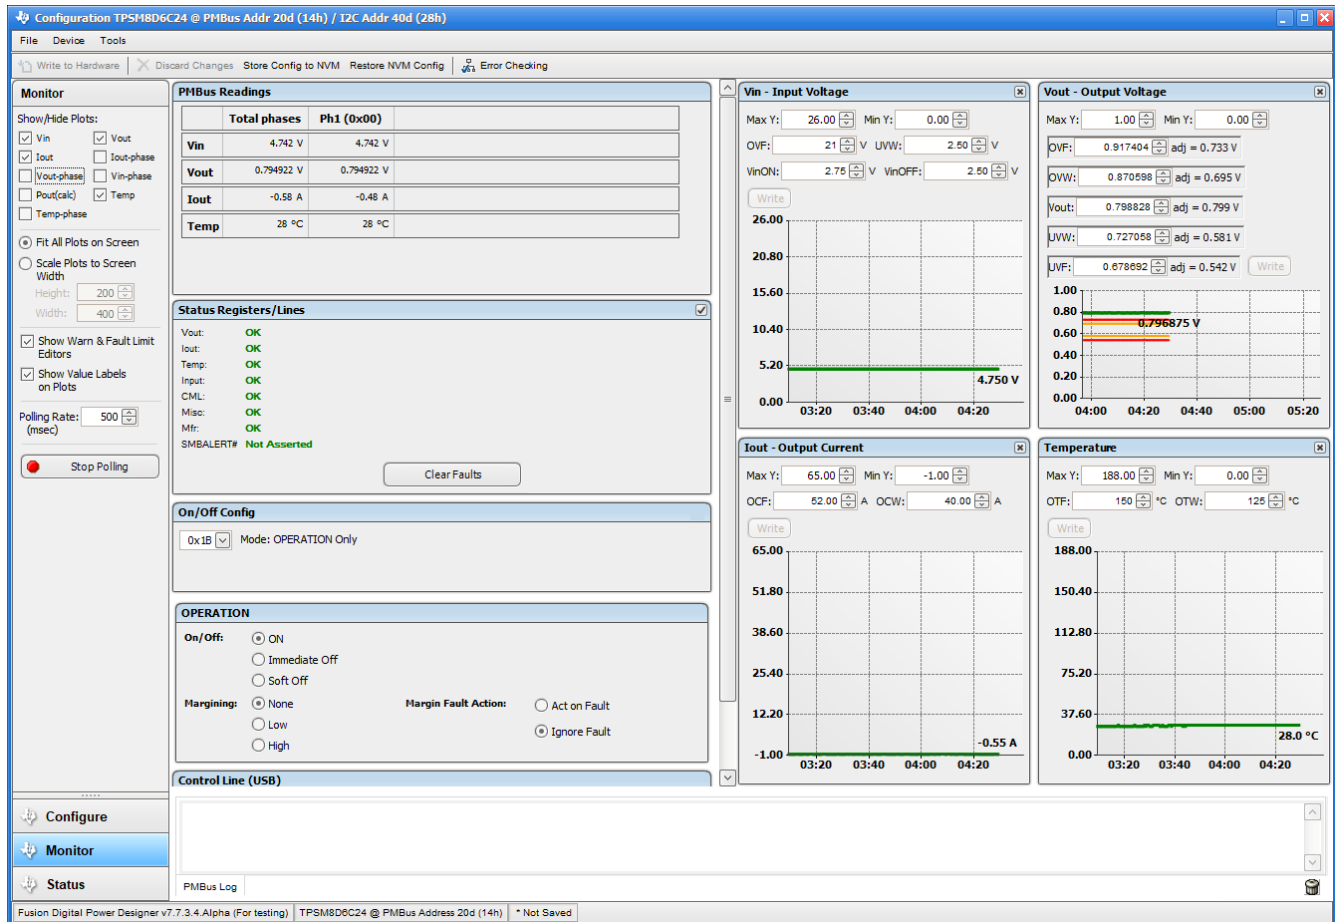 Configuration TPSM8D6C24 @ PMBus Addr 20d (14h) / I2C Addr 40d (28h)
File Device Tools
Write to Hardware Discard Changes Store Config to NVM Restore NVM Config Error Checking
Monitor
Show/Hide Plots:
Vin Vout
Iout Iout-phase
Vout-phase Vin-phase
Pout(calc) Temp
Temp-phase
Fit All Plots on Screen
Scale Plots to Screen
Width
Height: 200
Width: 400
Show Warn & Fault Limit
Editors
Show Value Labels
on Plots
Polling Rate: 500
(msec)
Stop Polling
PMBus Readings
Total phases Ph1 (0x00)
Vin 4.742 V 4.742 V
Vout 0.794922 V 0.794922 V
Iout -0.58 A -0.48 A
Temp 28 °C 28 °C
Status Registers/Lines
Vout: OK
Iout: OK
Temp: OK
Input: OK
CML: OK
Misc: OK
Mfr: OK
SMBALERT# Not Asserted
Clear Faults
On/Off Config
0x1B Mode: OPERATION Only
OPERATION
On/Off: ON
Immediate Off
Soft Off
Margining: None Margin Fault Action: Act on Fault
Low
Ignore Fault
High
Control Line (USB)
Vin - Input Voltage
Max Y: 26.00 Min Y: 0.00
OVF: 21 V UVW: 2.50 V
VinON: 2.75 V VinOFF: 2.50 V
Write
26.00
20.80
15.60
10.40
5.20
4.750 V
0.00
03:20 03:40 04:00 04:20
Vout - Output Voltage
Max Y: 1.00 Min Y: 0.00
OVF: 0.917404 adj = 0.733 V
OVW: 0.870598 adj = 0.695 V
Vout: 0.798828 adj = 0.799 V
UVW: 0.727058 adj = 0.581 V
UVF: 0.678692 adj = 0.542 V Write
1.00
0.80
0.796875 V
0.60
0.40
0.20
0.00
04:00 04:20 04:40 05:00 05:20
Iout - Output Current
Max Y: 65.00 Min Y: -1.00
OCF: 52.00 A OCW: 40.00 A
Write
65.00
51.80
38.60
25.40
12.20
-0.55 A
-1.00
03:20 03:40 04:00 04:20
Temperature
Max Y: 188.00 Min Y: 0.00
OTF: 150 °C OTW: 125 °C
Write
188.00
150.40
112.80
75.20
37.60
28.0 °C
0.00
03:20 03:40 04:00 04:20
Configure
Monitor
Status
PMBus Log
Fusion Digital Power Designer v7.7.3.4.Alpha (For testing) TPSM8D6C24 @ PMBus Address 20d (14h) * Not Saved